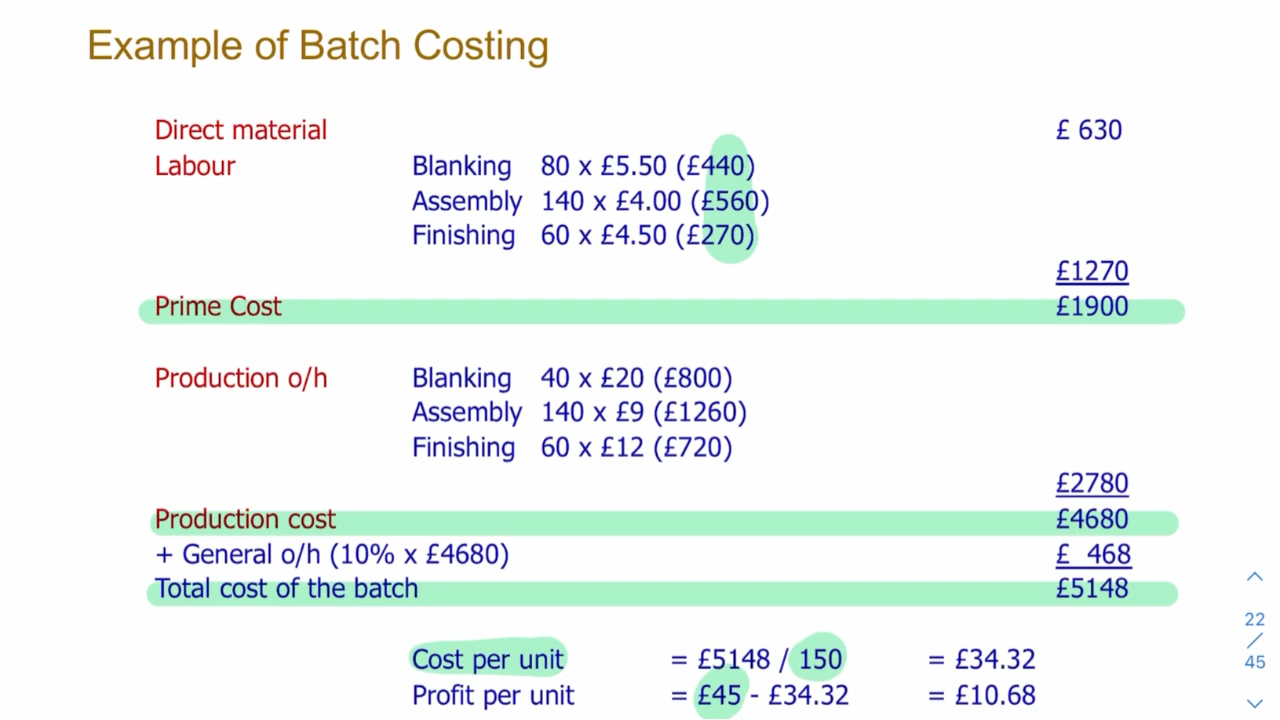 Example of Batch Costing
Direct material £ 630
Labour Blanking 80 x £5.50 (£440)
Assembly 140 x £4.00 (£560)
Finishing 60 x £4.50 (£270)
£1270
Prime Cost £1900
Production o/h Blanking 40 x £20 (£800)
Assembly 140 x £9 (£1260)
Finishing 60 x £12 (£720)
£2780
Production cost £4680
+ General o/h (10% x £4680) £ 468
Total cost of the batch £5148
Cost per unit = £5148 / 150 = £34.32
Profit per unit = £45 - £34.32 = £10.68
22
/
45